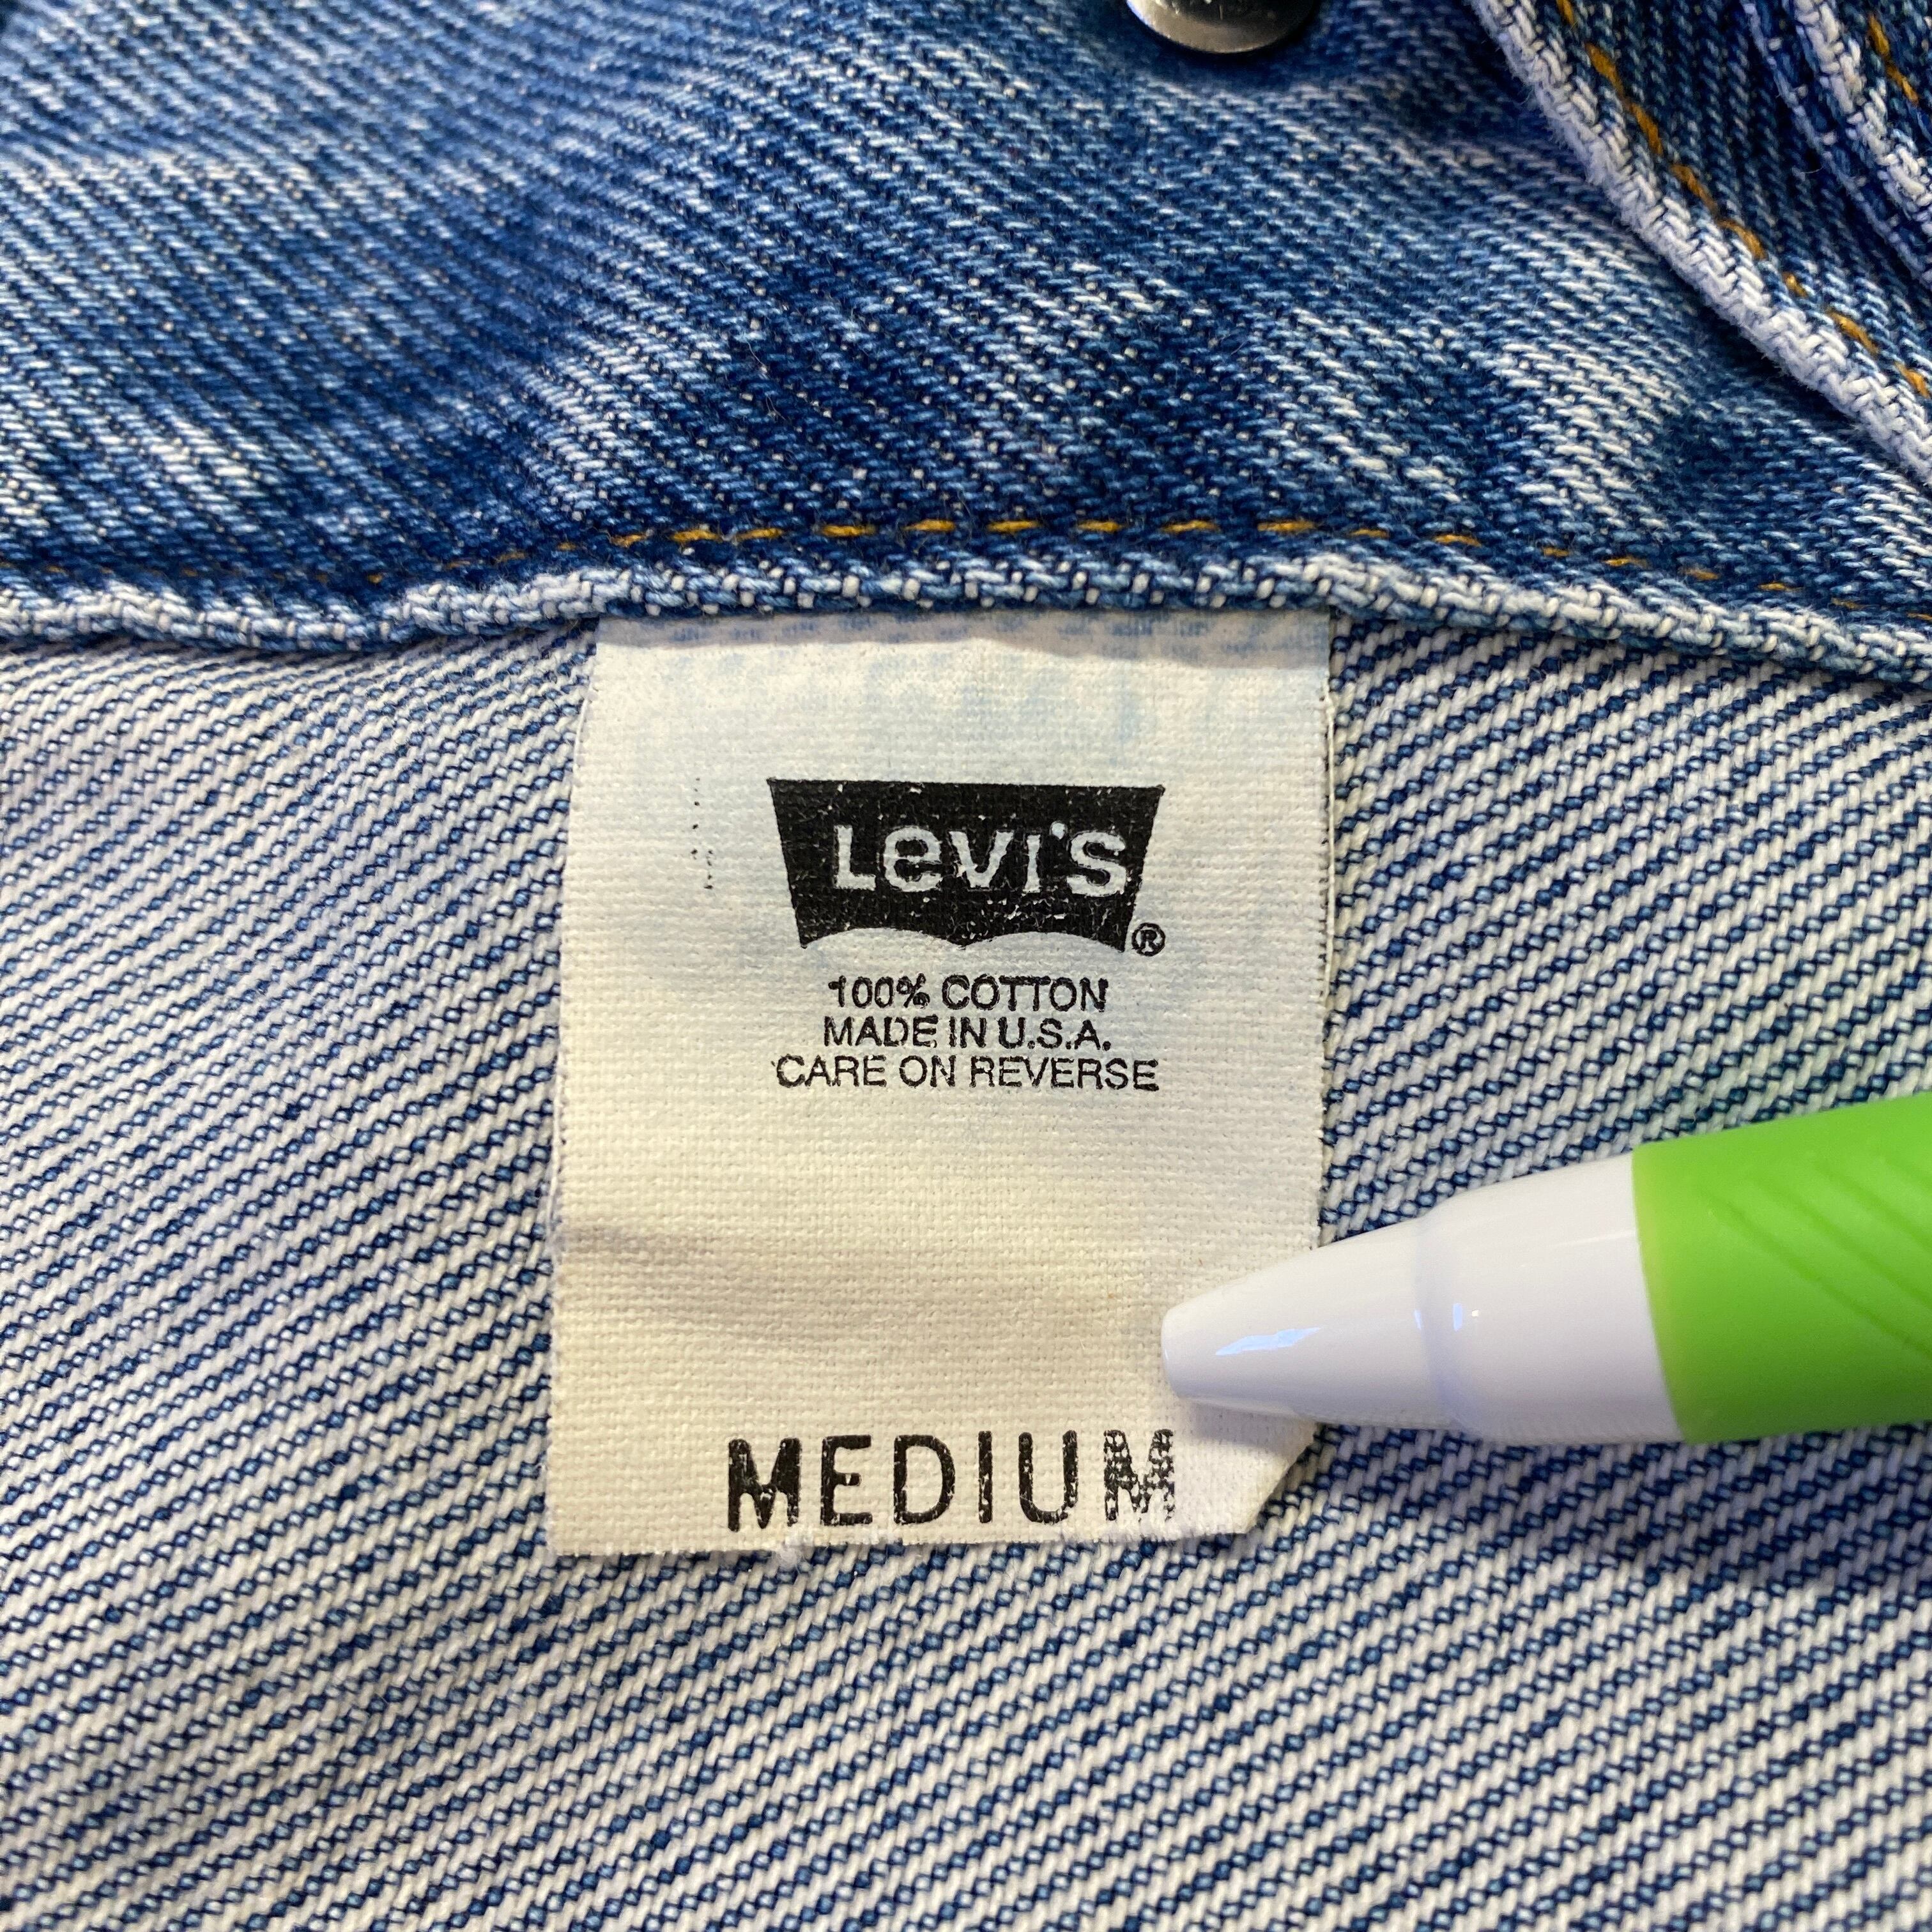 Levi's ®
100% COTTON
MADE IN U.S.A.
CARE ON REVERSE
MEDIUM